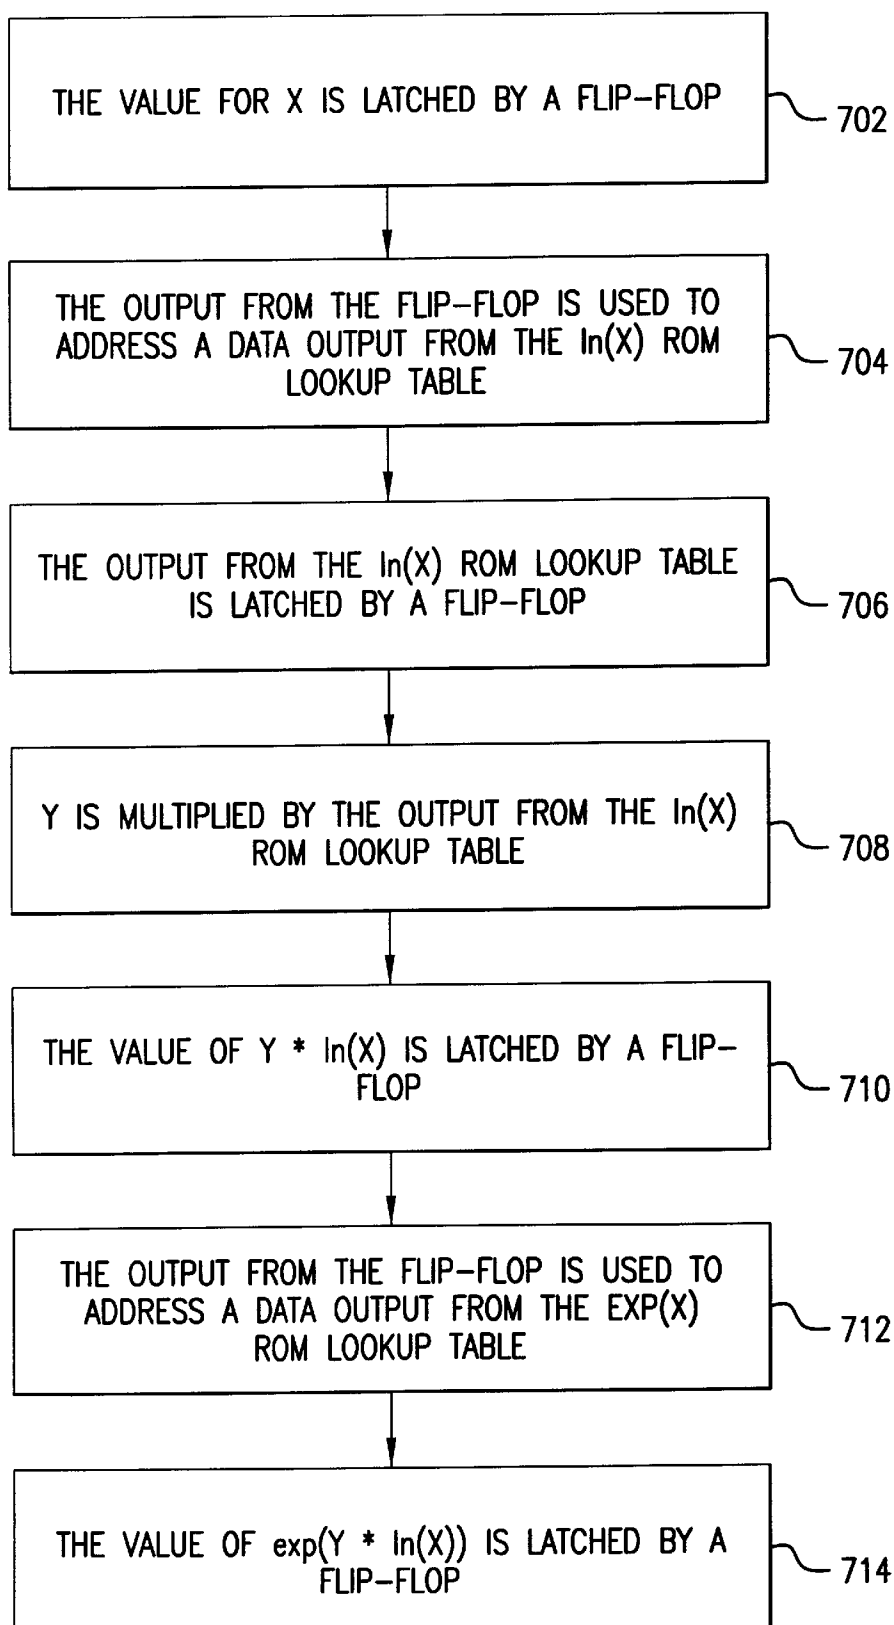 THE VALUE FOR X IS LATCHED BY A FLIP-FLOP
702
THE OUTPUT FROM THE FLIP-FLOP IS USED TO
ADDRESS A DATA OUTPUT FROM THE ln(X) ROM
LOOKUP TABLE
704
THE OUTPUT FROM THE ln(X) ROM LOOKUP TABLE
IS LATCHED BY A FLIP-FLOP
706
Y IS MULTIPLIED BY THE OUTPUT FROM THE ln(X)
ROM LOOKUP TABLE
708
THE VALUE OF Y * ln(X) IS LATCHED BY A FLIP-
FLOP
710
THE OUTPUT FROM THE FLIP-FLOP IS USED TO
ADDRESS A DATA OUTPUT FROM THE EXP(X)
ROM LOOKUP TABLE
712
THE VALUE OF exp(Y * ln(X)) IS LATCHED BY A
FLIP-FLOP
714